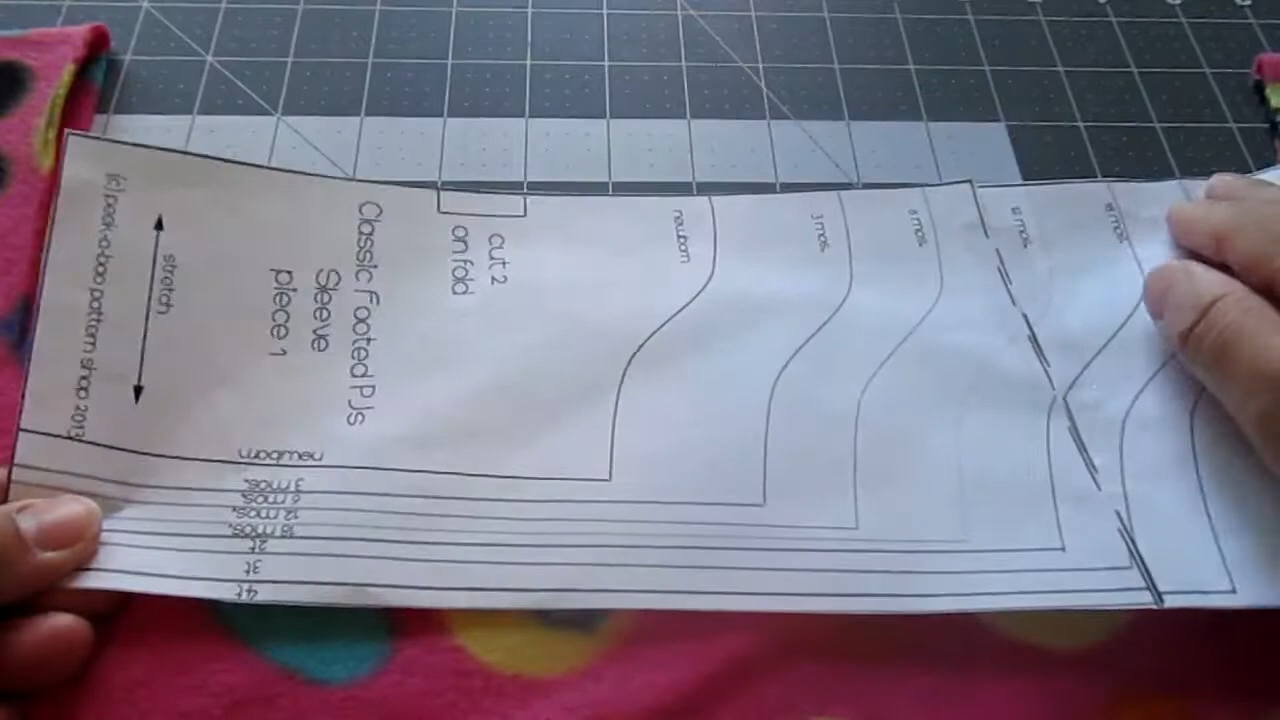 (c) peek-a-boo pattern shop 2013
stretch
Classic Footed PJs
Sleeve
piece 1
cut 2
on fold
newborn
3 mos.
6 mos.
12 mos.
18 mos.
newborn
3 mos.
6 mos.
12 mos.
18 mos.
2t
3t
4t